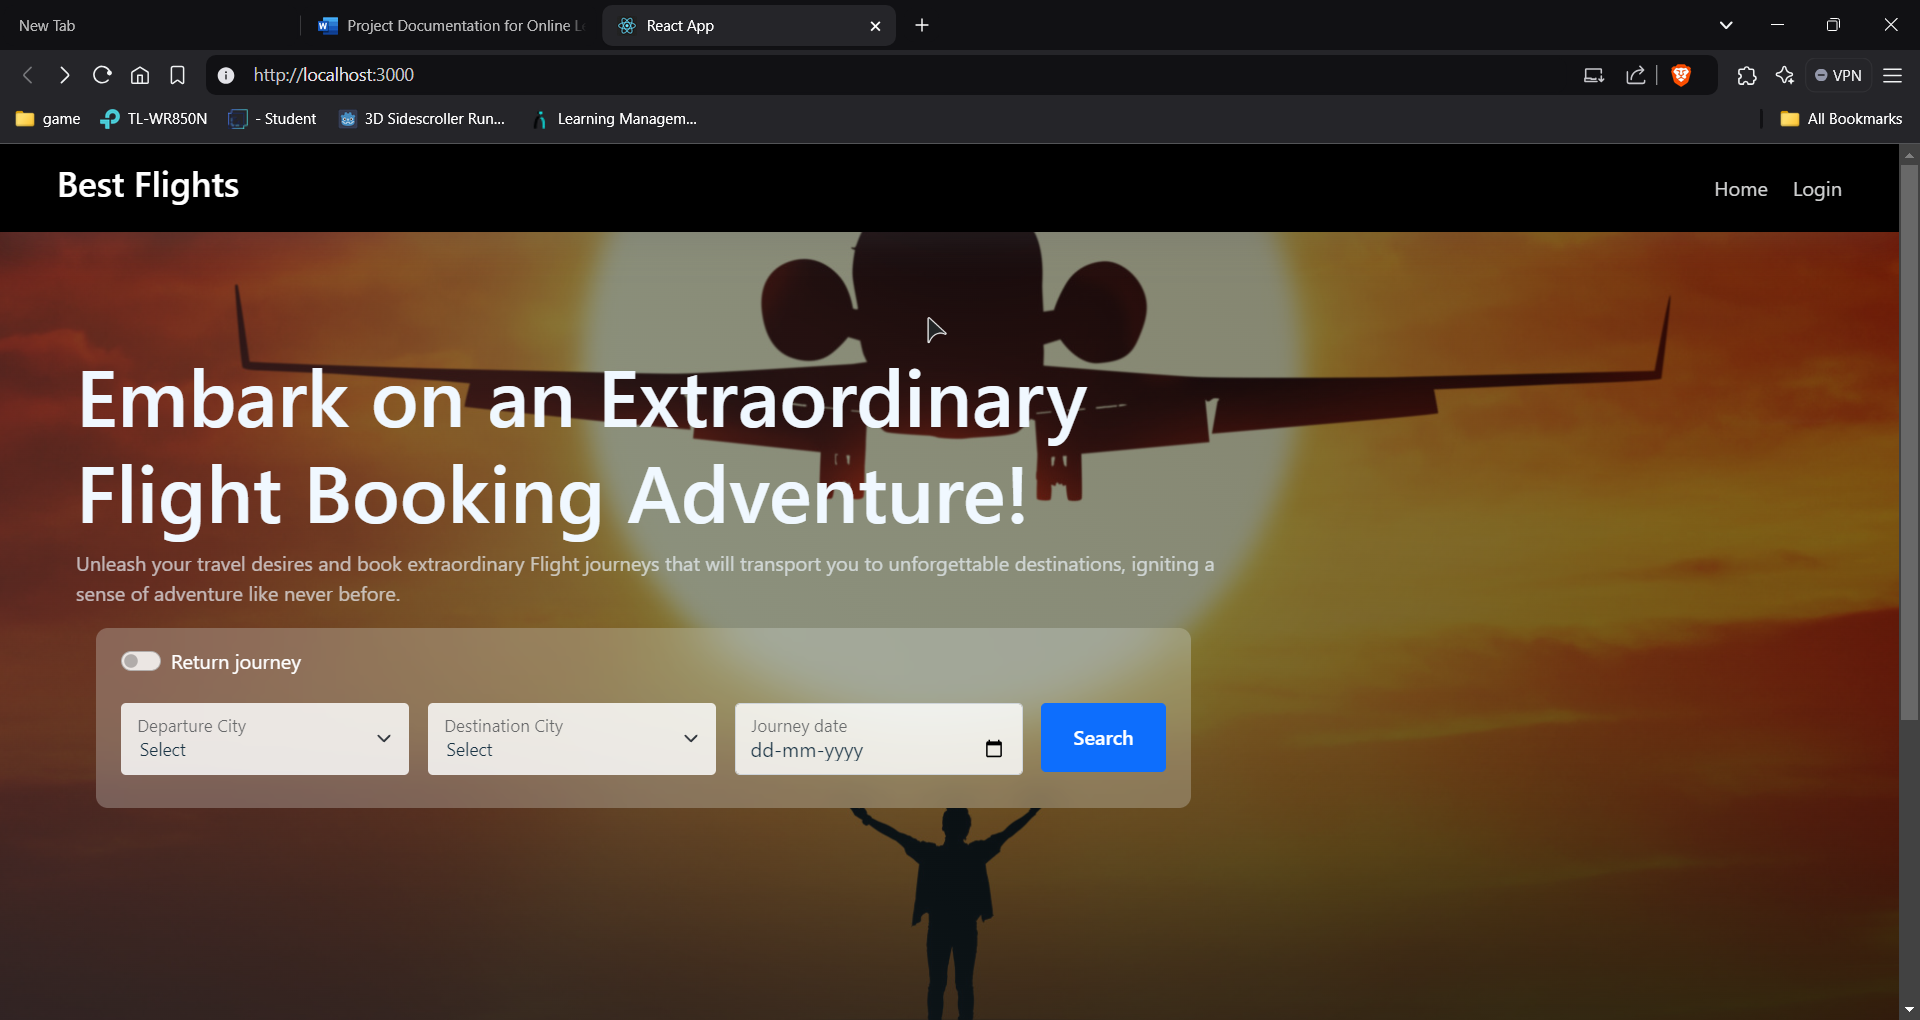 New Tab
Project Documentation for Online L
React App
http://localhost:3000
VPN
game
TL-WR850N
- Student
3D Sidescroller Run...
Learning Managem...
All Bookmarks
Best Flights
Home
Login
Embark on an Extraordinary
Flight Booking Adventure!
Unleash your travel desires and book extraordinary Flight journeys that will transport you to unforgettable destinations, igniting a
sense of adventure like never before.
Return journey
Departure City
Select
Destination City
Select
Journey date
dd-mm-yyyy
Search